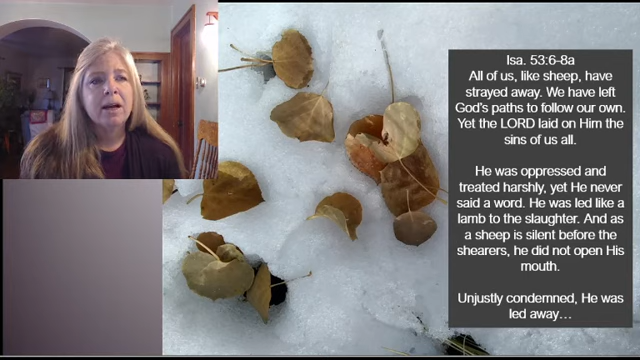 Isa. 53:6-8a
All of us, like sheep, have
strayed away. We have left
God's paths to follow our own.
Yet the LORD laid on Him the
sins of us all.
He was oppressed and
treated harshly, yet He never
said a word. He was led like a
lamb to the slaughter. And as
a sheep is silent before the
shearers, he did not open His
mouth.
Unjustly condemned, He was
led away…